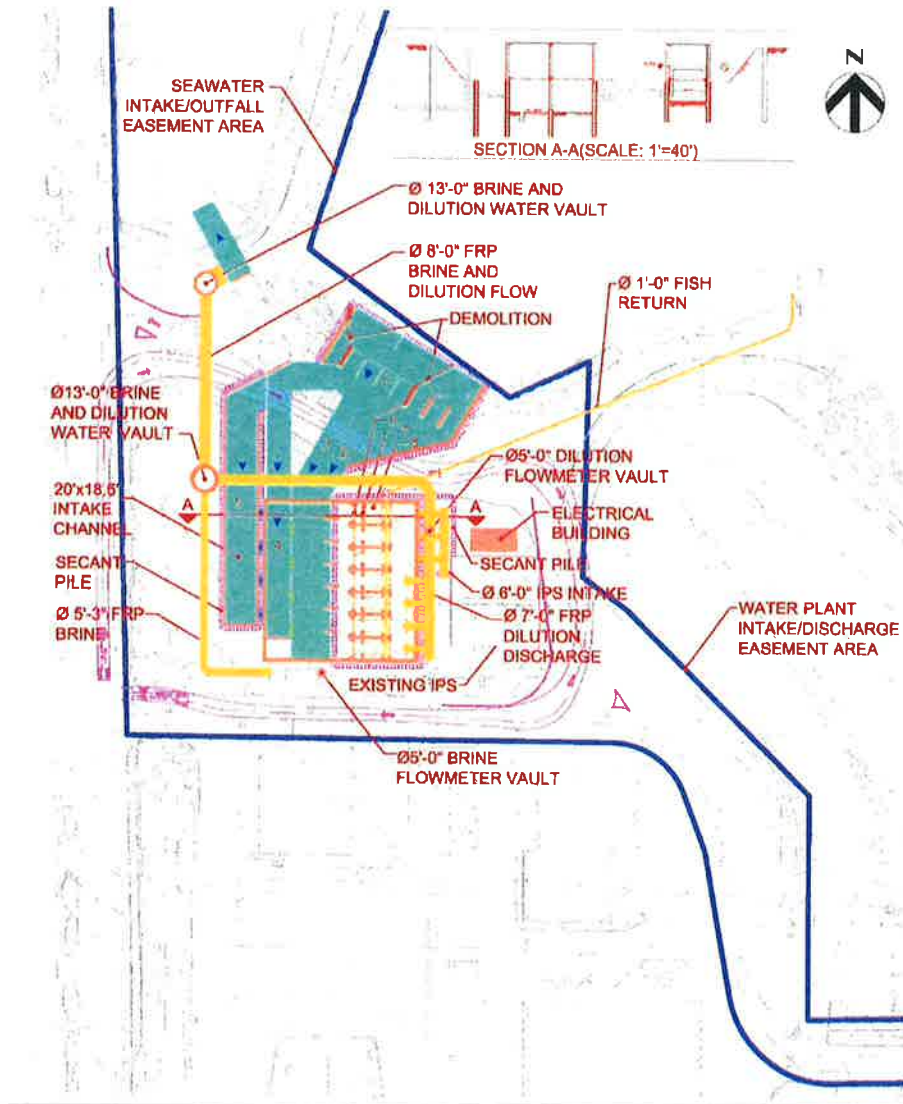 SEAWATER
INTAKE/OUTFALL
EASEMENT AREA
N
SECTION A-A(SCALE: 1'=40')
Ø 13'-0" BRINE AND
DILUTION WATER VAULT
Ø 8'-0" FRP
BRINE AND
DILUTION FLOW
Ø 1'-0" FISH
RETURN
DEMOLITION
Ø13'-0" BRINE
AND DILUTION
WATER VAULT
Ø5'-0" DILUTION
FLOWMETER VAULT
20'x18.5'
INTAKE
CHANNEL
A
A
ELECTRICAL
BUILDING
SECANT
PILE
SECANT PILE
Ø 6'-0" IPS INTAKE
Ø 5'-3" FRP
BRINE
Ø 7'-0" FRP
DILUTION
DISCHARGE
WATER PLANT
INTAKE/DISCHARGE
EASEMENT AREA
EXISTING IPS
Ø5'-0" BRINE
FLOWMETER VAULT